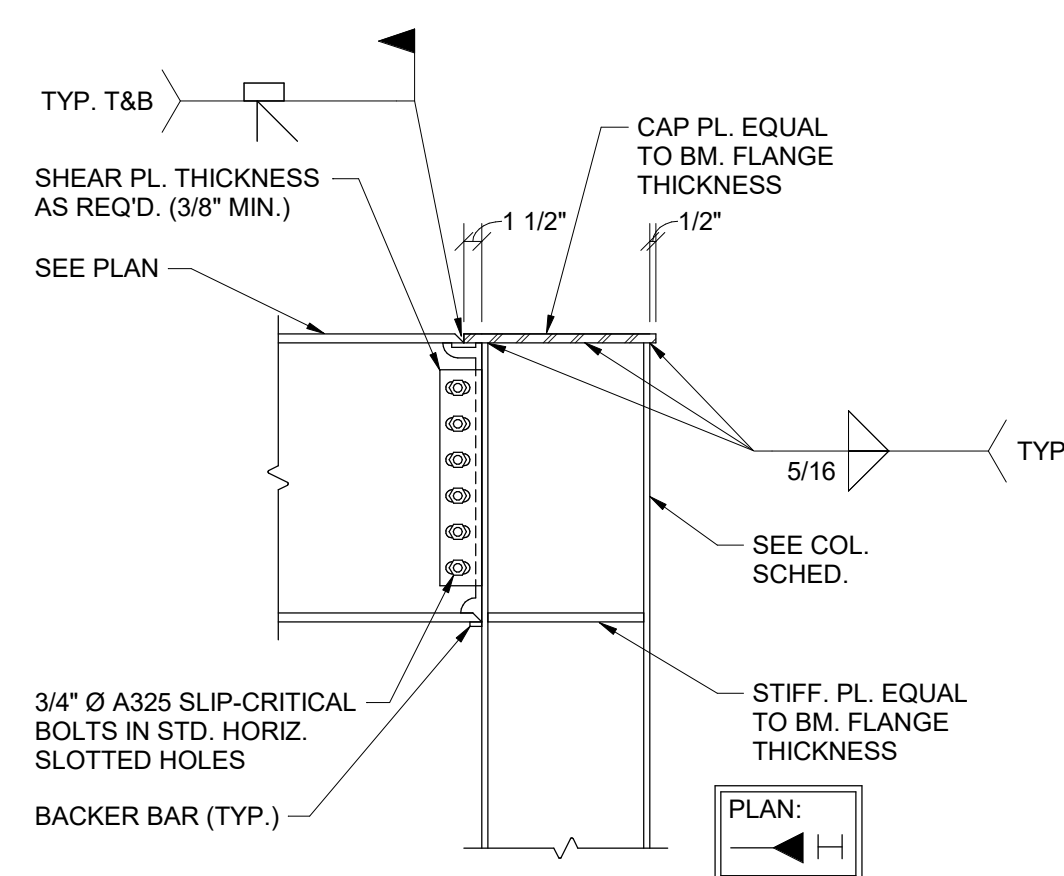 TYP. T&B
SHEAR PL. THICKNESS
AS REQ'D. (3/8" MIN.)
SEE PLAN
CAP PL. EQUAL
TO BM. FLANGE
THICKNESS
1 1/2"
1/2"
5/16
TYP
SEE COL.
SCHED.
3/4" Ø A325 SLIP-CRITICAL
BOLTS IN STD. HORIZ.
SLOTTED HOLES
BACKER BAR (TYP.)
STIFF. PL. EQUAL
TO BM. FLANGE
THICKNESS
PLAN: